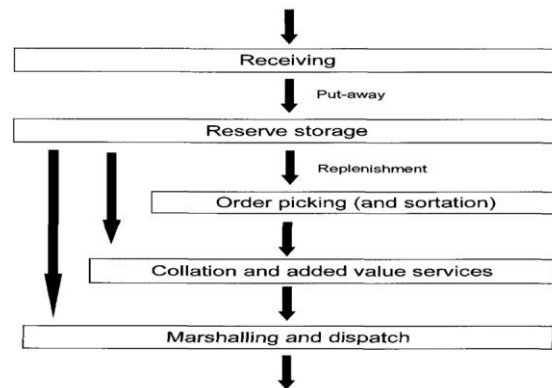 Receiving
Put-away
Reserve storage
Replenishment
Order picking (and sortation)
Collation and added value services
Marshalling and dispatch